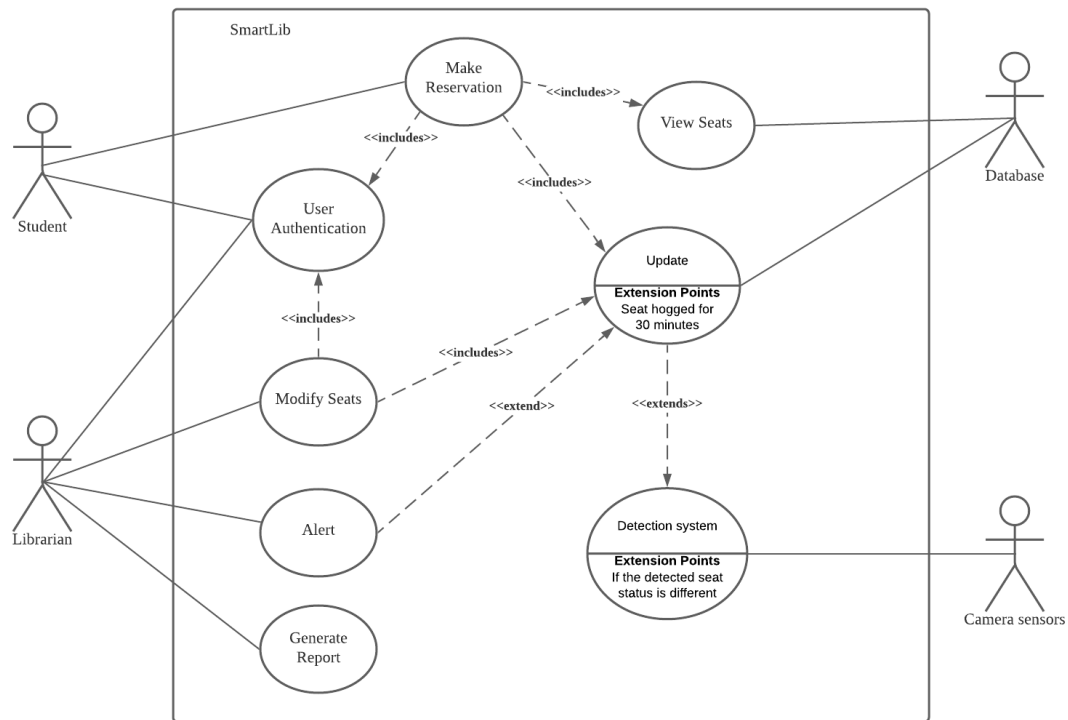 SmartLib
Make
Reservation
<<includes>>
View Seats
<<includes>>
Database
<<includes>>
Student
User
Authentication
Update
Extension Points
Seat hogged for
30 minutes
<<includes>>
<<includes>>
Modify Seats
<<extend>>
<<extends>>
Librarian
Alert
Detection system
Extension Points
If the detected seat
status is different
Camera sensors
Generate
Report